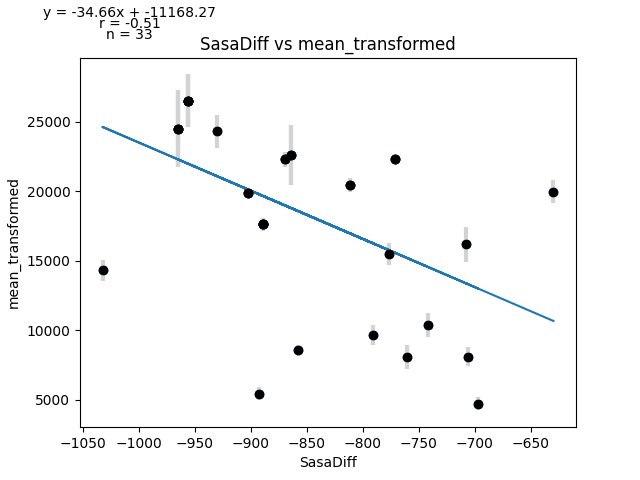 y = -34.66x + -11168.27
r = -0.51
n = 33
SasaDiff vs mean_transformed
mean_transformed
25000
20000
15000
10000
5000
−1050 −1000 −950 −900 −850 −800 −750 −700 −650
SasaDiff